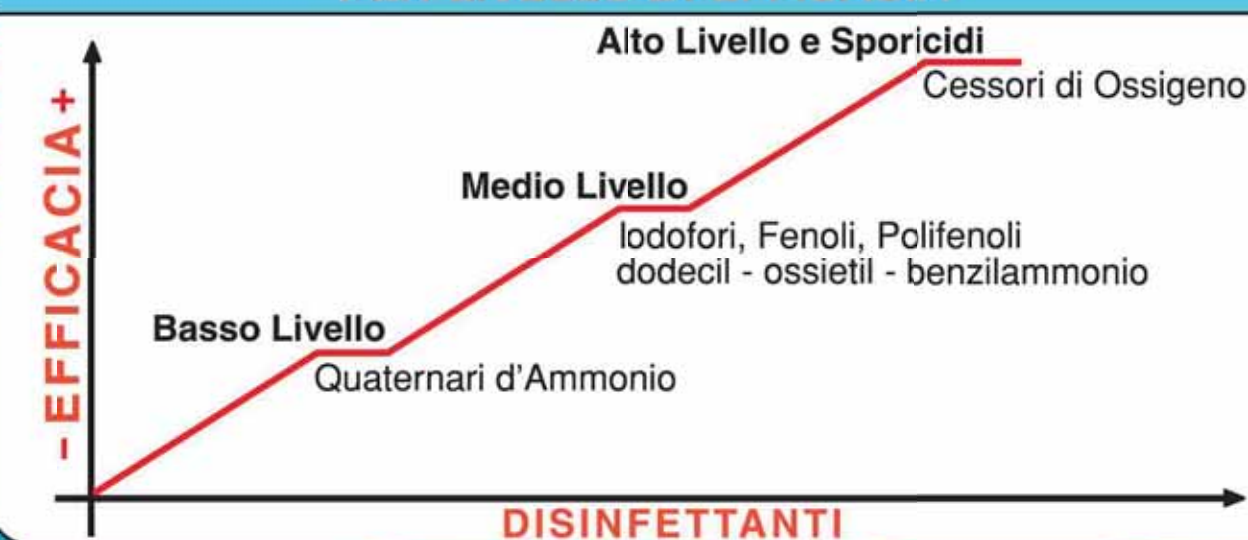 Alto Livello e Sporicidi
Cessori di Ossigeno
Medio Livello
Iodofori, Fenoli, Polifenoli
dodecil - ossietil - benzilammonio
Basso Livello
Quaternari d'Ammonio
- EFFICACIA +
DISINFETTANTI